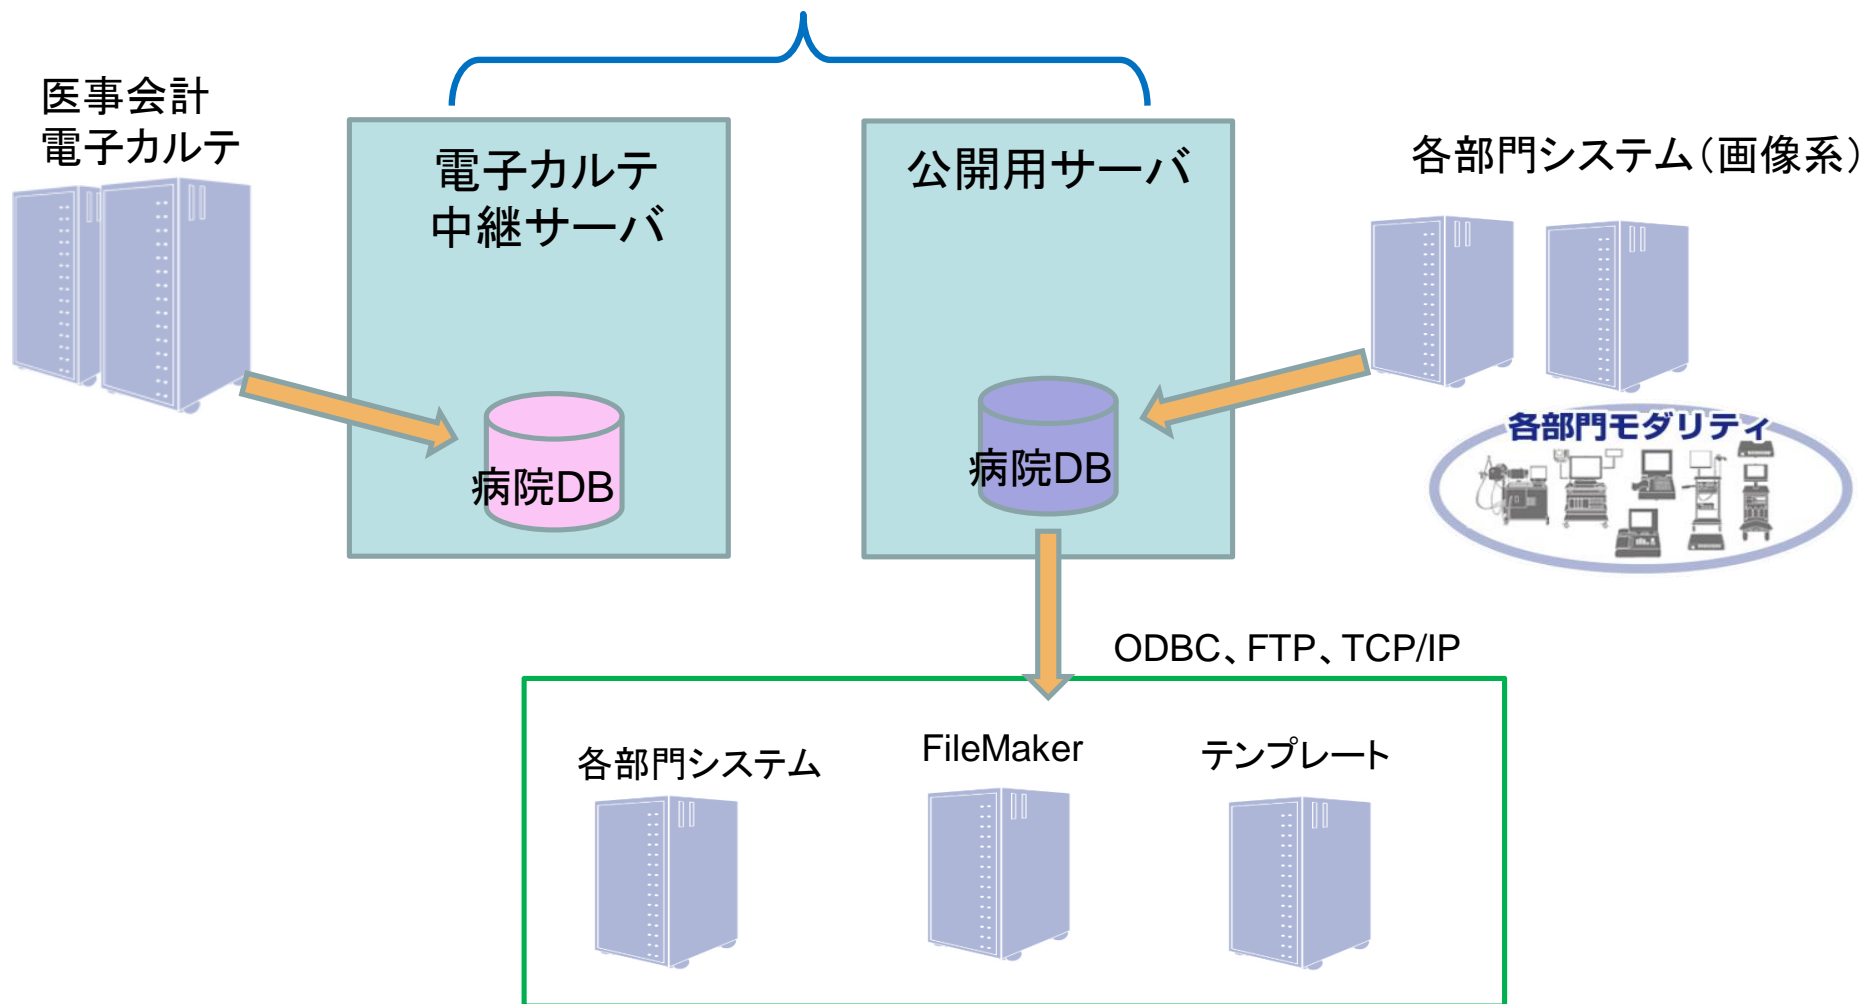 医事会計
電子カルテ
電子カルテ
中継サーバ
公開用サーバ
各部門システム（画像系）
各部門モダリティ
病院DB
病院DB
ODBC、FTP、TCP/IP
各部門システム
FileMaker
テンプレート